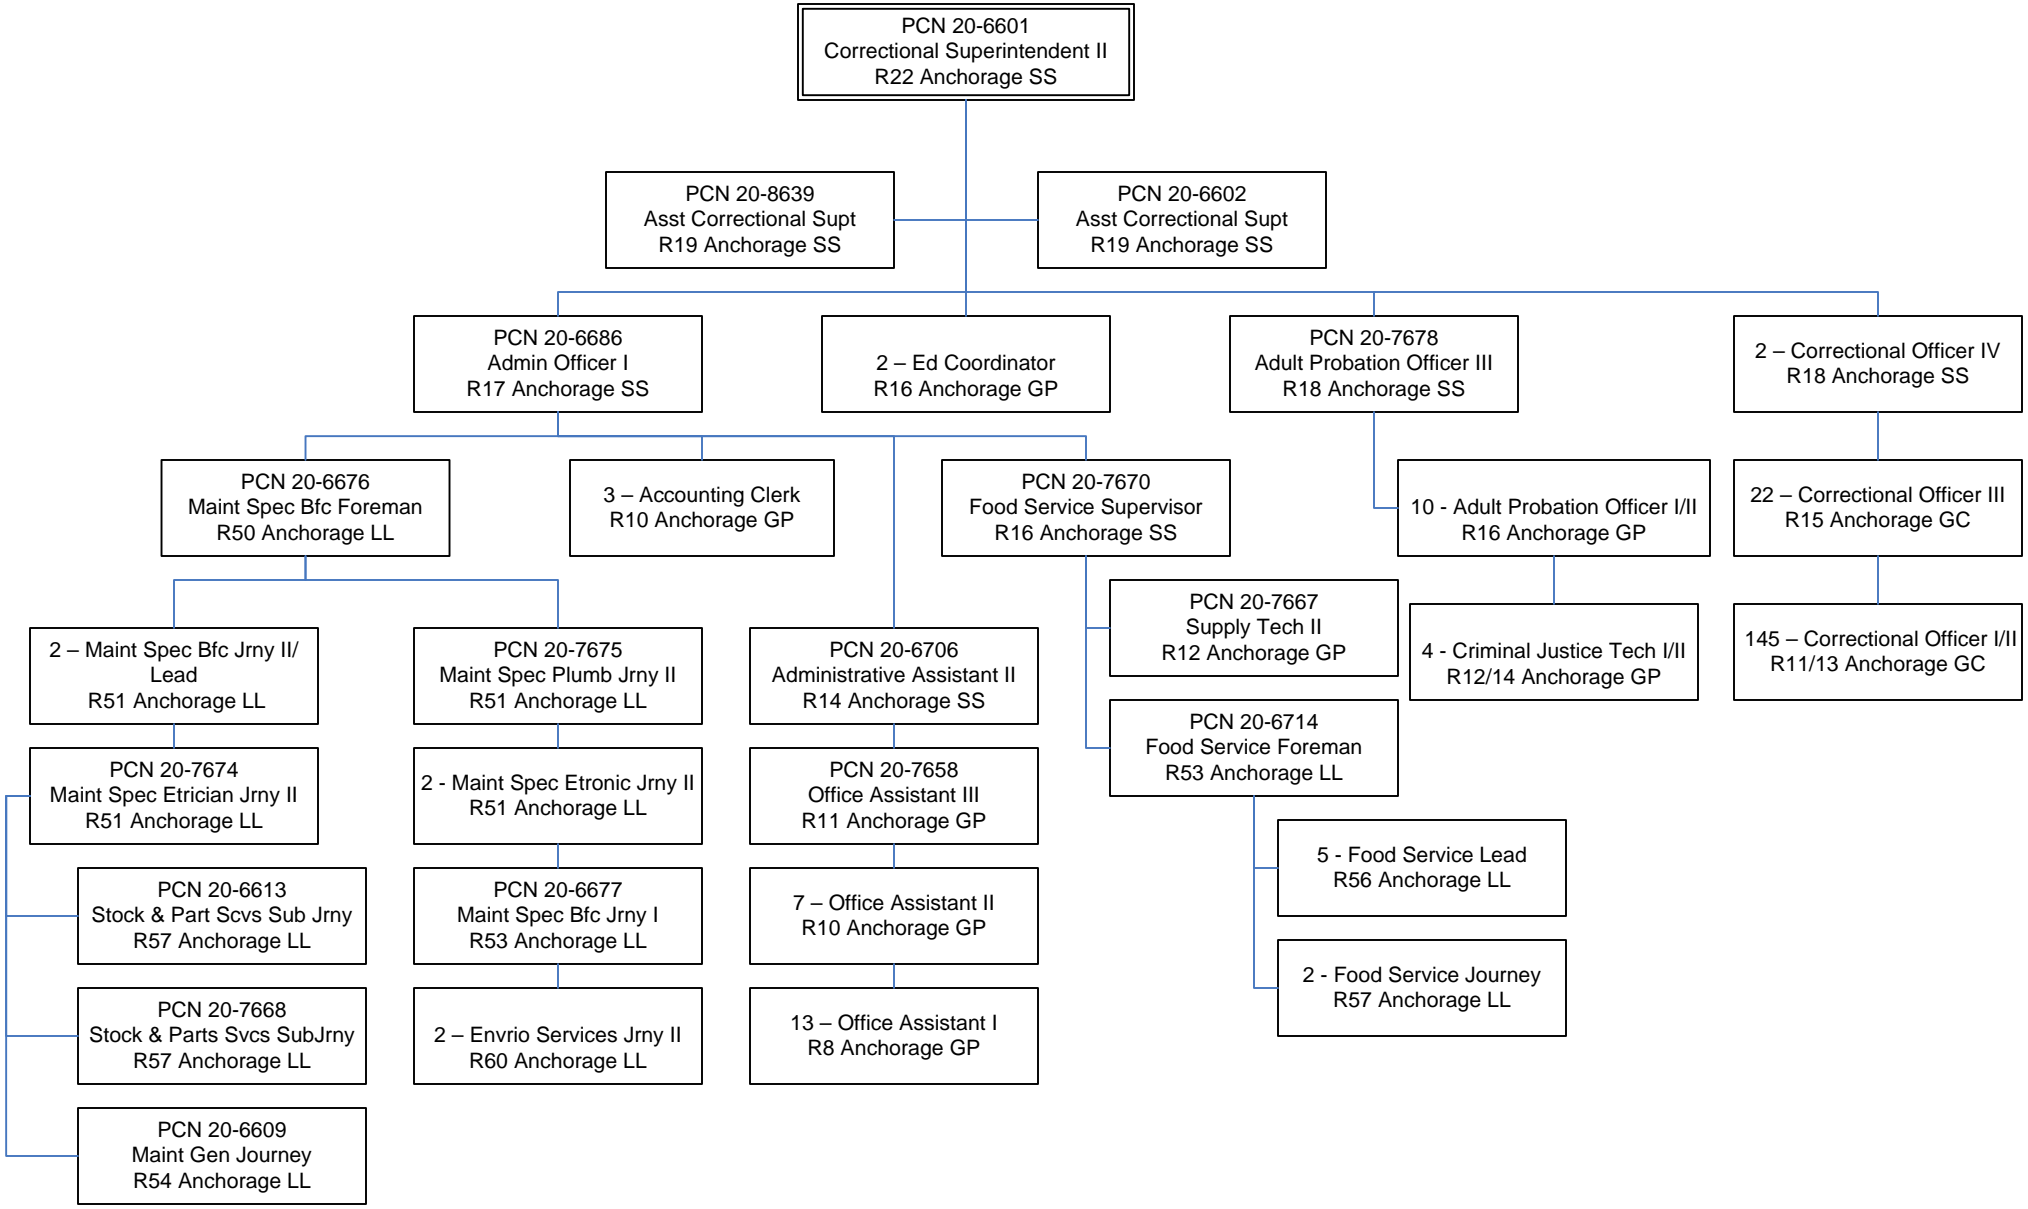 PCN 20-6601
Correctional Superintendent II
R22 Anchorage SS
PCN 20-8639
Asst Correctional Supt
R19 Anchorage SS
PCN 20-6602
Asst Correctional Supt
R19 Anchorage SS
PCN 20-6686
Admin Officer I
R17 Anchorage SS
2 – Ed Coordinator
R16 Anchorage GP
PCN 20-7678
Adult Probation Officer III
R18 Anchorage SS
2 – Correctional Officer IV
R18 Anchorage SS
PCN 20-6676
Maint Spec Bfc Foreman
R50 Anchorage LL
3 – Accounting Clerk
R10 Anchorage GP
PCN 20-7670
Food Service Supervisor
R16 Anchorage SS
10 - Adult Probation Officer I/II
R16 Anchorage GP
22 – Correctional Officer III
R15 Anchorage GC
PCN 20-7667
Supply Tech II
R12 Anchorage GP
4 - Criminal Justice Tech I/II
R12/14 Anchorage GP
145 – Correctional Officer I/II
R11/13 Anchorage GC
2 – Maint Spec Bfc Jrny II/
Lead
R51 Anchorage LL
PCN 20-7675
Maint Spec Plumb Jrny II
R51 Anchorage LL
PCN 20-6706
Administrative Assistant II
R14 Anchorage SS
PCN 20-6714
Food Service Foreman
R53 Anchorage LL
PCN 20-7674
Maint Spec Etrician Jrny II
R51 Anchorage LL
2 - Maint Spec Etronic Jrny II
R51 Anchorage LL
PCN 20-7658
Office Assistant III
R11 Anchorage GP
5 - Food Service Lead
R56 Anchorage LL
PCN 20-6613
Stock & Part Scvs Sub Jrny
R57 Anchorage LL
PCN 20-6677
Maint Spec Bfc Jrny I
R53 Anchorage LL
7 – Office Assistant II
R10 Anchorage GP
2 - Food Service Journey
R57 Anchorage LL
PCN 20-7668
Stock & Parts Svcs SubJrny
R57 Anchorage LL
2 – Envrio Services Jrny II
R60 Anchorage LL
13 – Office Assistant I
R8 Anchorage GP
PCN 20-6609
Maint Gen Journey
R54 Anchorage LL